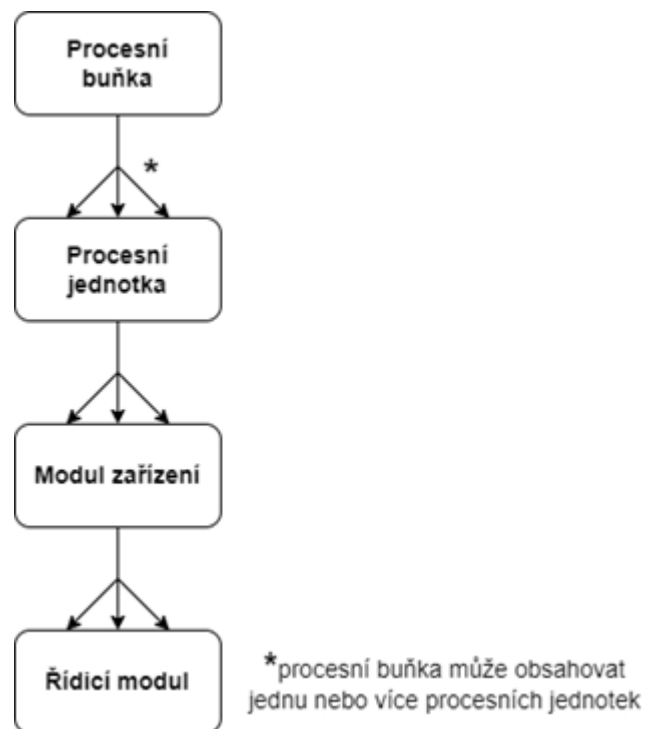 Procesní
buňka
*
Procesní
jednotka
Modul zařízení
Řídicí modul
*procesní buňka může obsahovat
jednu nebo více procesních jednotek